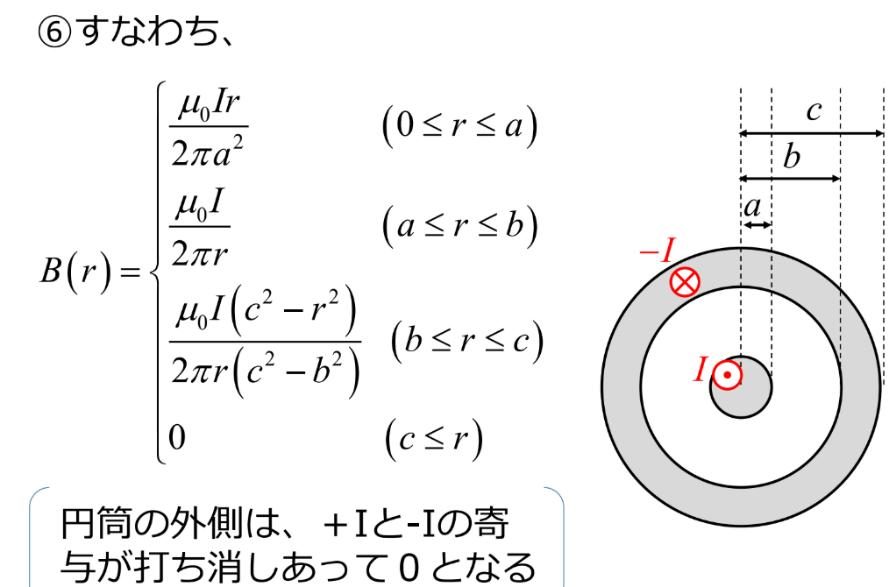 ⑥すなわち、
B(r) = { μ₀Ir / 2πa² (0 ≤ r ≤ a)
μ₀I / 2πr (a ≤ r ≤ b)
μ₀I(c² − r²) / 2πr(c² − b²) (b ≤ r ≤ c)
0 (c ≤ r)
c
b
a
−I
I
円筒の外側は、+Iと-Iの寄
与が打ち消しあって0となる